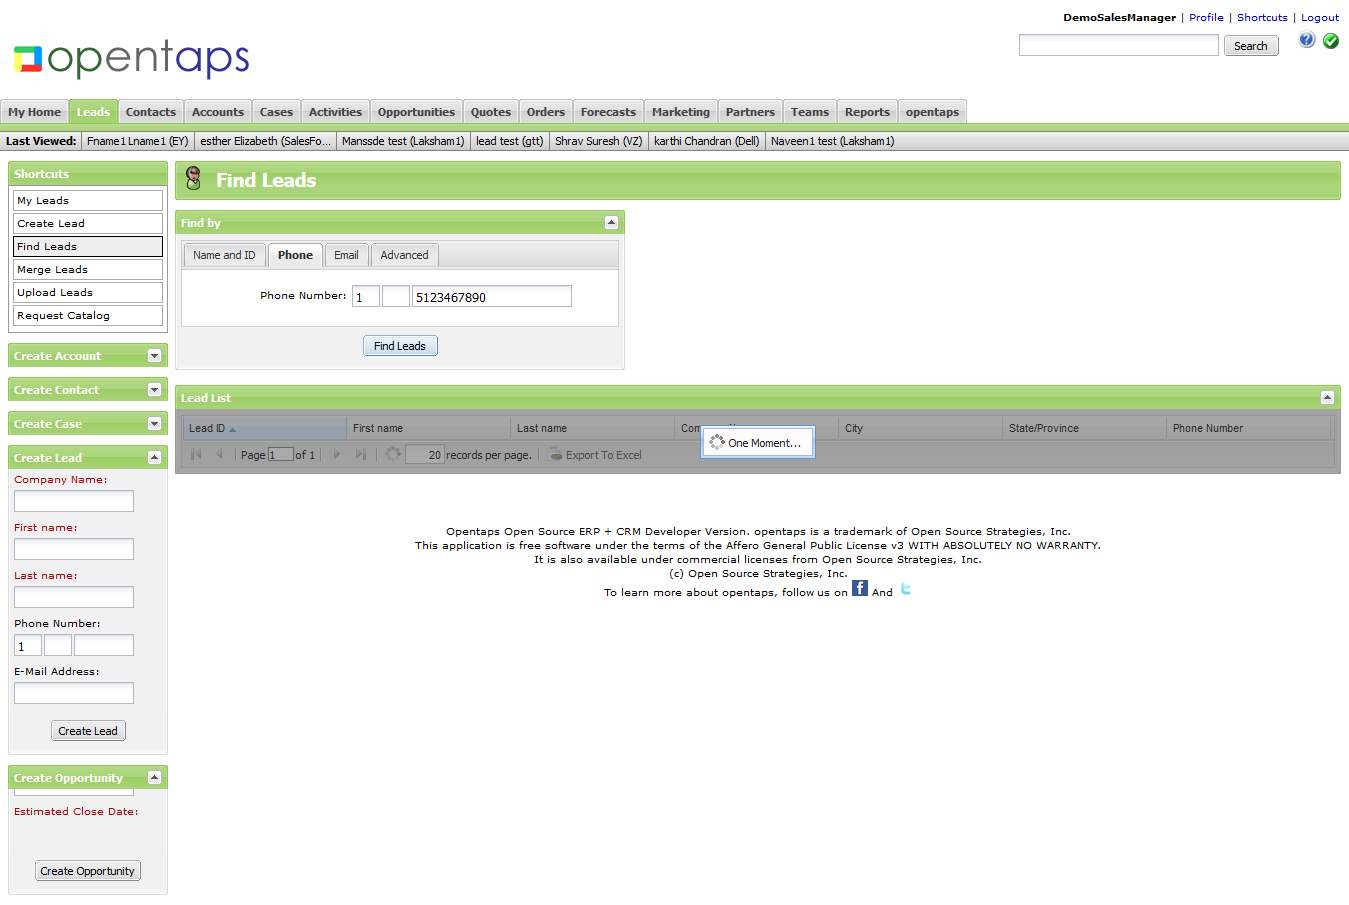 DemoSalesManager | Profile | Shortcuts | Logout
opentaps
Search
My Home Leads Contacts Accounts Cases Activities Opportunities Quotes Orders Forecasts Marketing Partners Teams Reports opentaps
Last Viewed: Fname1 Lname1 (EY) esther Elizabeth (SalesFo... Manssde test (Laksham1) lead test (gtt) Shrav Suresh (VZ) karthi Chandran (Dell) Naveen1 test (Laksham1)
Shortcuts
My Leads
Create Lead
Find Leads
Merge Leads
Upload Leads
Request Catalog
Create Account
Create Contact
Create Case
Create Lead
Company Name:
First name:
Last name:
Phone Number:
1
E-Mail Address:
Create Lead
Create Opportunity
Estimated Close Date:
Create Opportunity
Find Leads
Find by
Name and ID Phone Email Advanced
Phone Number: 1 5123467890
Find Leads
Lead List
Lead ID First name Last name City State/Province Phone Number
One Moment...
Page 1 of 1 20 records per page. Export To Excel
Opentaps Open Source ERP + CRM Developer Version. opentaps is a trademark of Open Source Strategies, Inc.
This application is free software under the terms of the Affero General Public License v3 WITH ABSOLUTELY NO WARRANTY.
It is also available under commercial licenses from Open Source Strategies, Inc.
(c) Open Source Strategies, Inc.
To learn more about opentaps, follow us on f And t